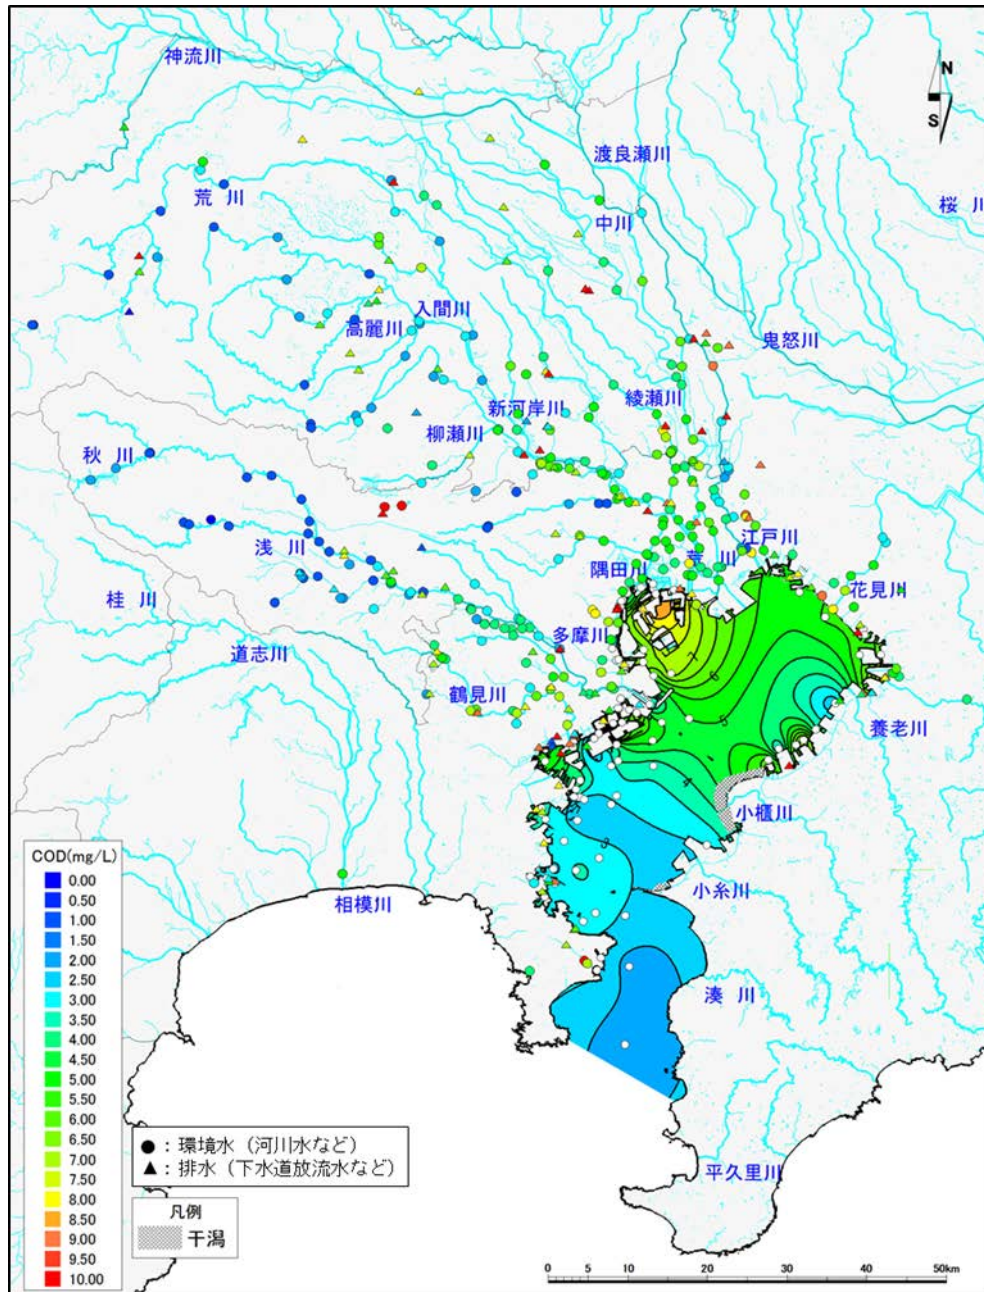 神流川
N
S
渡良瀬川
荒 川
中川
桜 川
入間川
高麗川
鬼怒川
綾瀬川
新河岸川
柳瀬川
秋 川
浅 川
江戸川
荒 川
隅田川
花見川
桂 川
多摩川
道志川
鶴見川
養老川
小櫃川
小糸川
相模川
湊 川
平久里川
COD(mg/L)
0.00
0.50
1.00
1.50
2.00
2.50
3.00
3.50
4.00
4.50
5.00
5.50
6.00
6.50
7.00
7.50
8.00
8.50
9.00
9.50
10.00
●：環境水（河川水など）
▲：排水（下水道放流水など）
凡例
干潟
0 5 10 20 30 40 50km